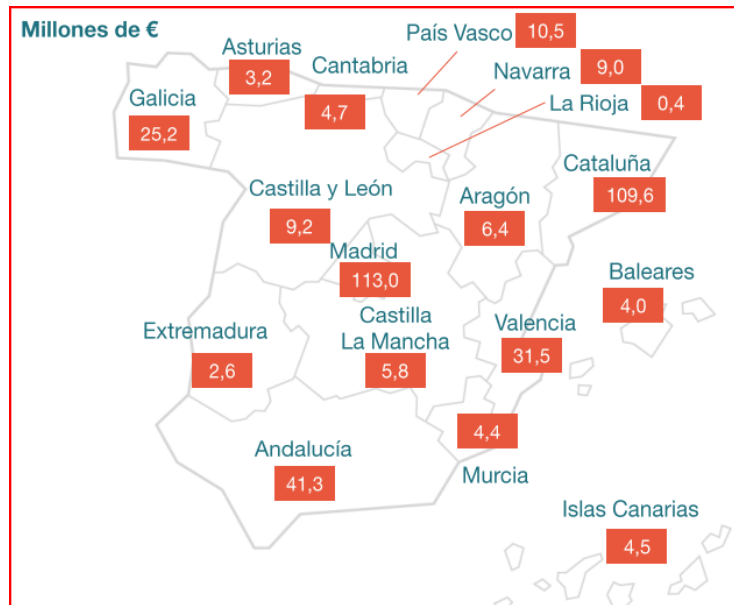 Millones de €
País Vasco 10,5
Asturias
3,2
Cantabria
4,7
Navarra 9,0
La Rioja 0,4
Galicia
25,2
Cataluña
109,6
Castilla y León
9,2
Aragón
6,4
Madrid
113,0
Baleares
4,0
Castilla
La Mancha
5,8
Valencia
31,5
Extremadura
2,6
4,4
Murcia
Andalucía
41,3
Islas Canarias
4,5